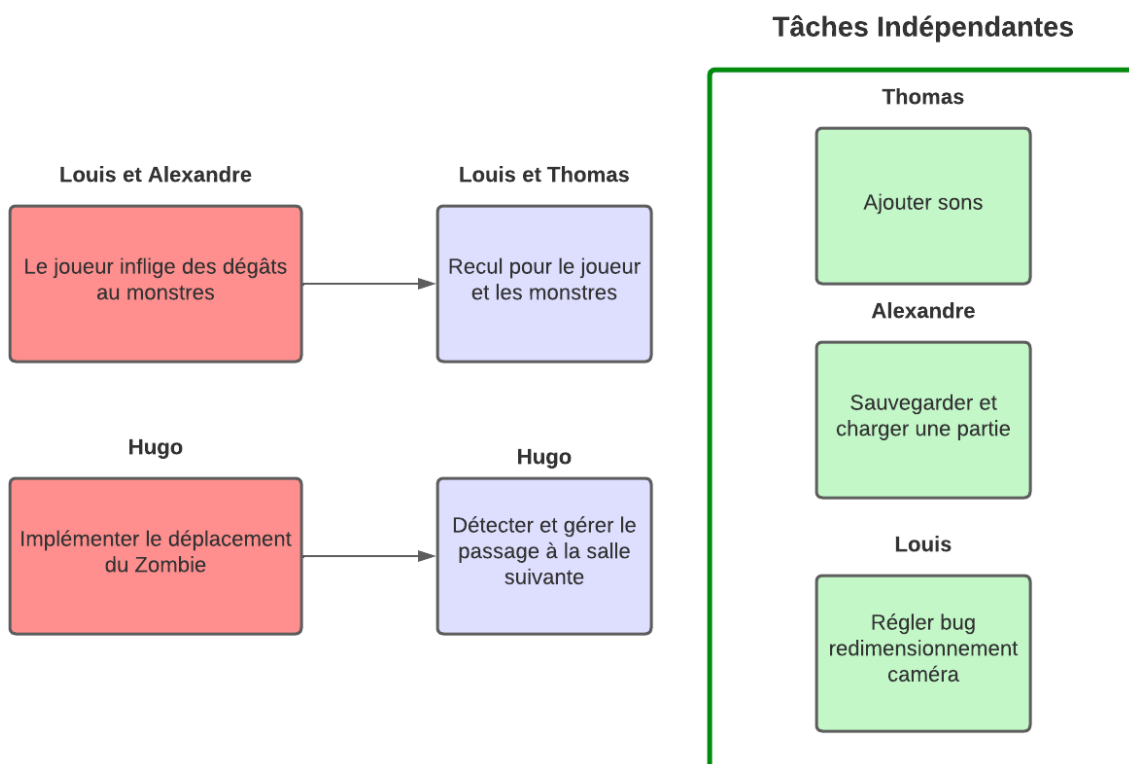 Tâches Indépendantes
Louis et Alexandre
Le joueur inflige des dégâts
au monstres
Louis et Thomas
Recul pour le joueur
et les monstres
Hugo
Implémenter le déplacement
du Zombie
Hugo
Détecter et gérer le
passage à la salle
suivante
Thomas
Ajouter sons
Alexandre
Sauvegarder et
charger une partie
Louis
Régler bug
redimensionnement
caméra